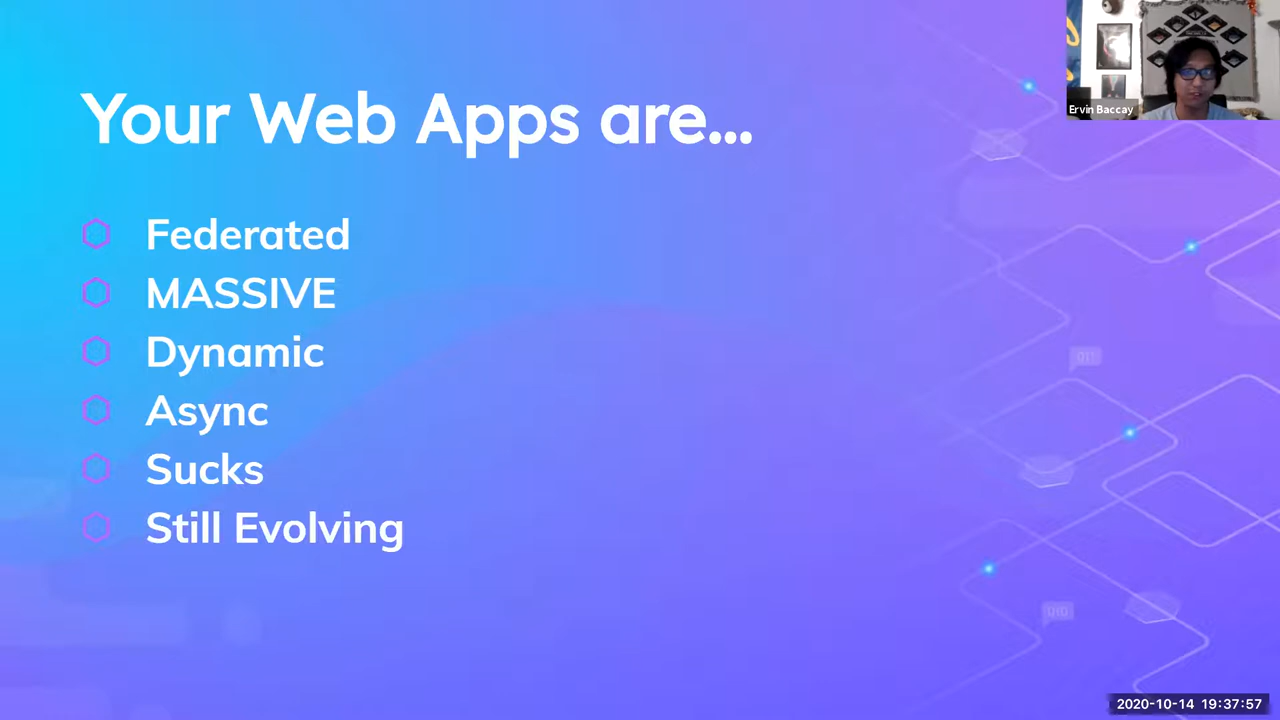 Your Web Apps are...
Ervin Baccay
Federated
MASSIVE
Dynamic
Async
Sucks
Still Evolving
010
2020-10-14 19:37:57